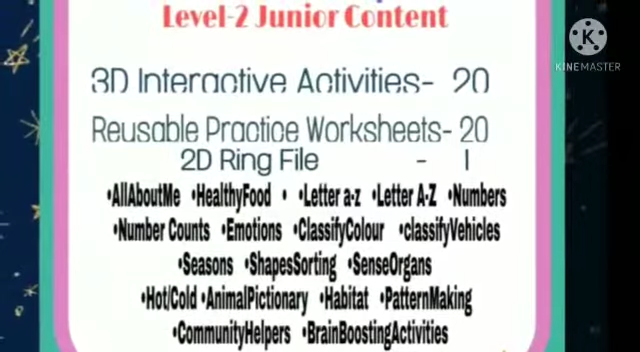 Level-2 Junior Content
KINEMASTER
3D Interactive Activities- 20
Reusable Practice Worksheets- 20
2D Ring File - 1
•AllAboutMe •HealthyFood • •Letter a-z •Letter A-Z •Numbers
•Number Counts •Emotions •ClassifyColour •classifyVehicles
•Seasons •ShapesSorting •SenseOrgans
•Hot/Cold •AnimalPictionary •Habitat •PatternMaking
•CommunityHelpers •BrainBoostingActivities